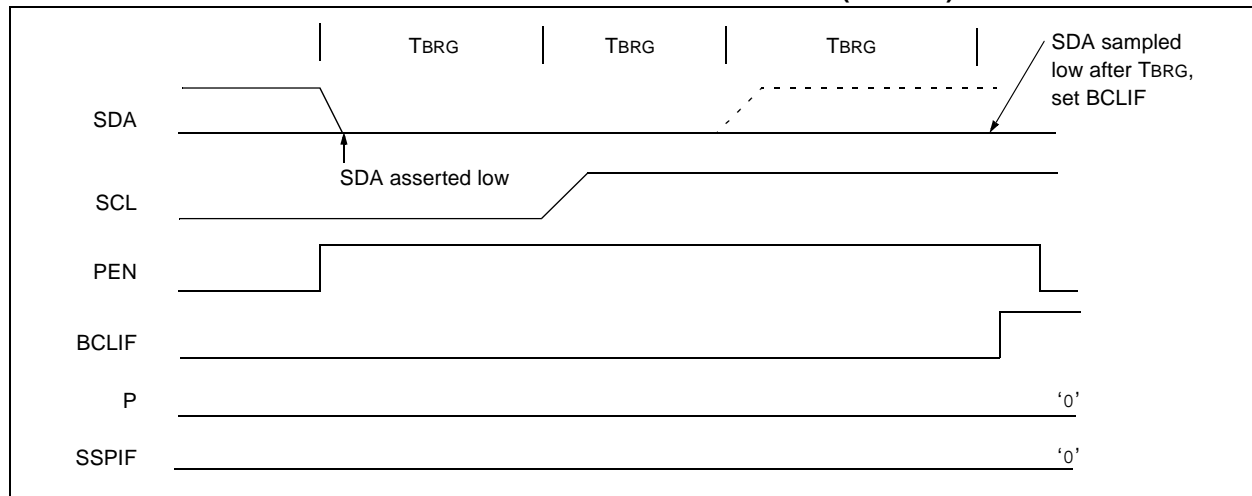 TBRG TBRG TBRG
SDA sampled
low after TBRG,
set BCLIF
SDA
SDA asserted low
SCL
PEN
BCLIF
P
‘0’
SSPIF
‘0’